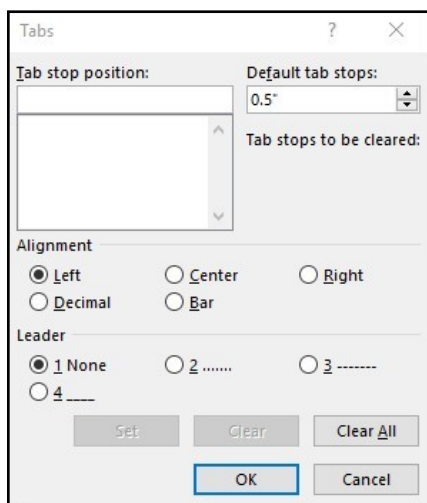 Tabs ?
Tab stop position: Default tab stops:
0.5"
Tab stops to be cleared:
Alignment
Left Center Right
Decimal Bar
Leader
1 None 2 ....... 3 -------
4 ____
Set Clear Clear All
OK Cancel